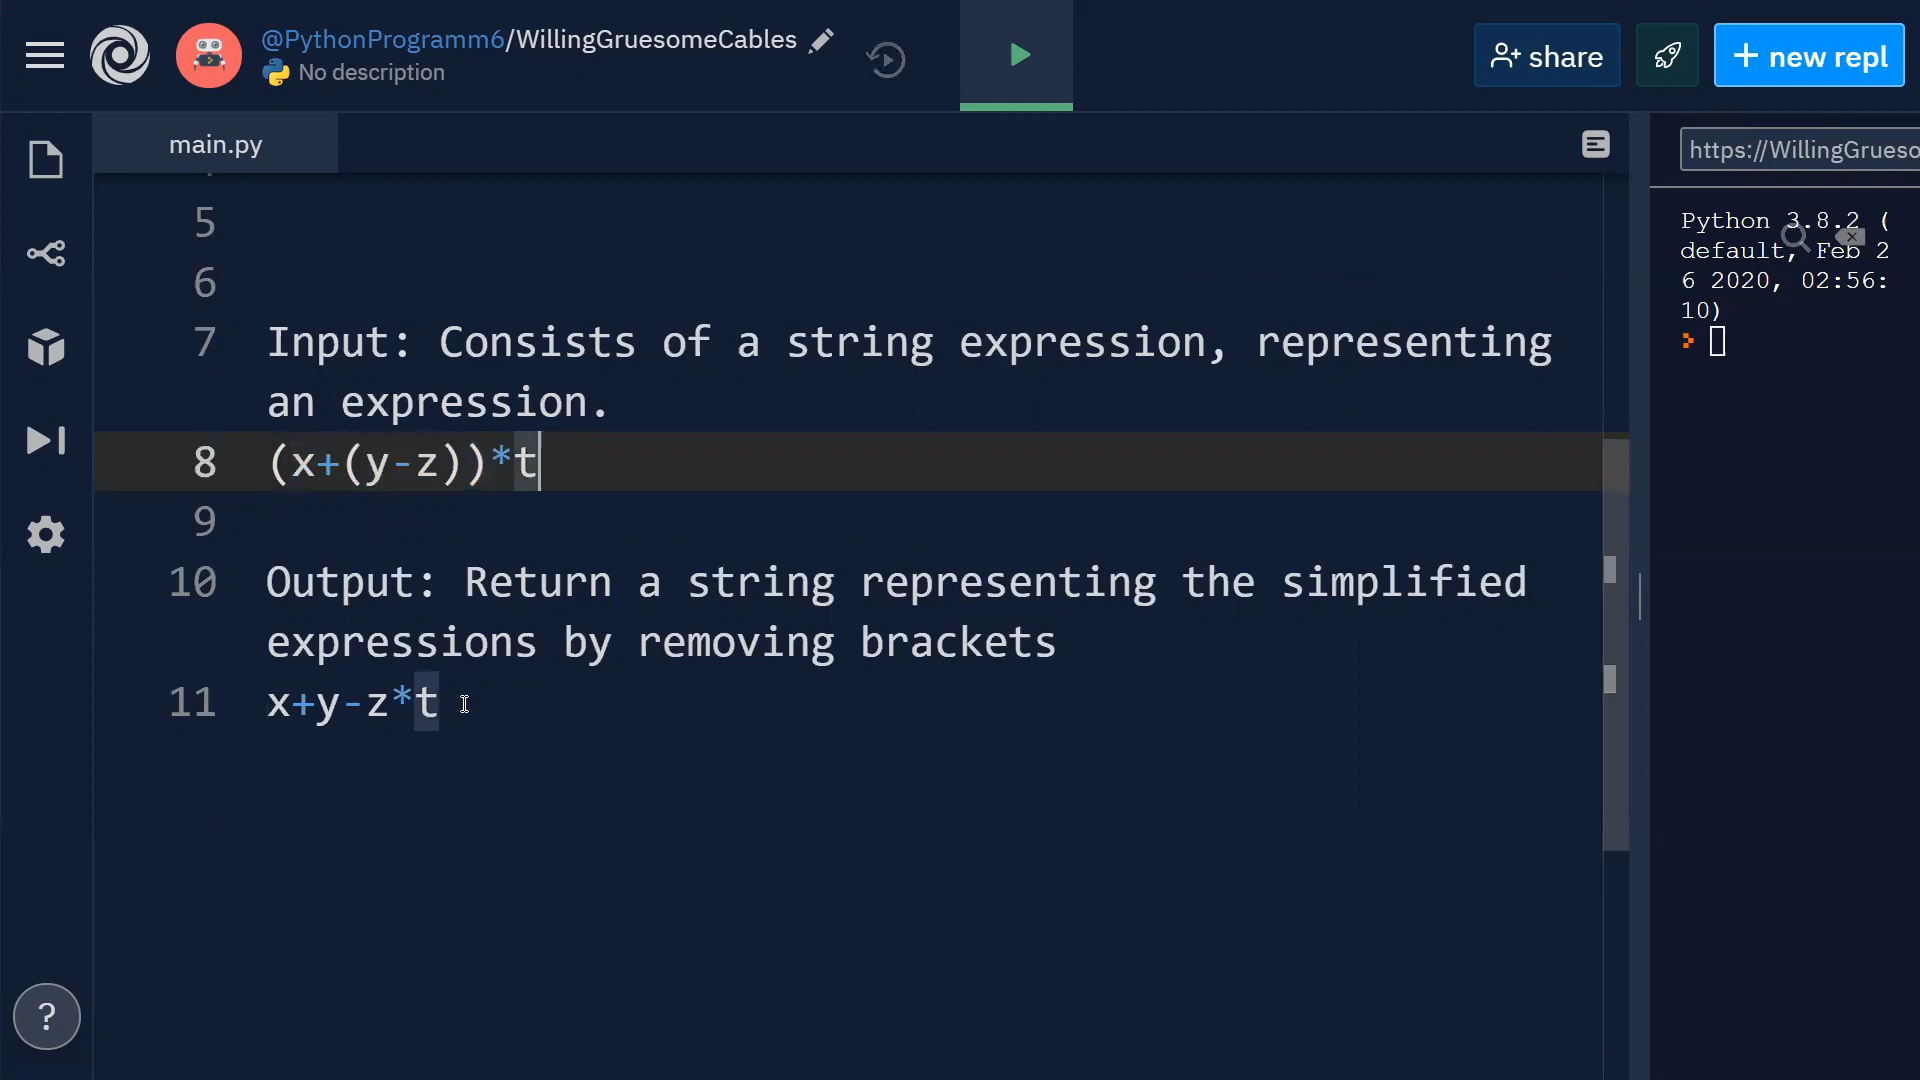 @PythonProgramm6/WillingGruesomeCables
No description
share
+ new repl
main.py
https://WillingGrueso
5
6
7 Input: Consists of a string expression, representing
an expression.
8 (x+(y-z))*t
9
10 Output: Return a string representing the simplified
expressions by removing brackets
11 x+y-z*t
Python 3.8.2 (
default, Feb 2
6 2020, 02:56:
10)
?